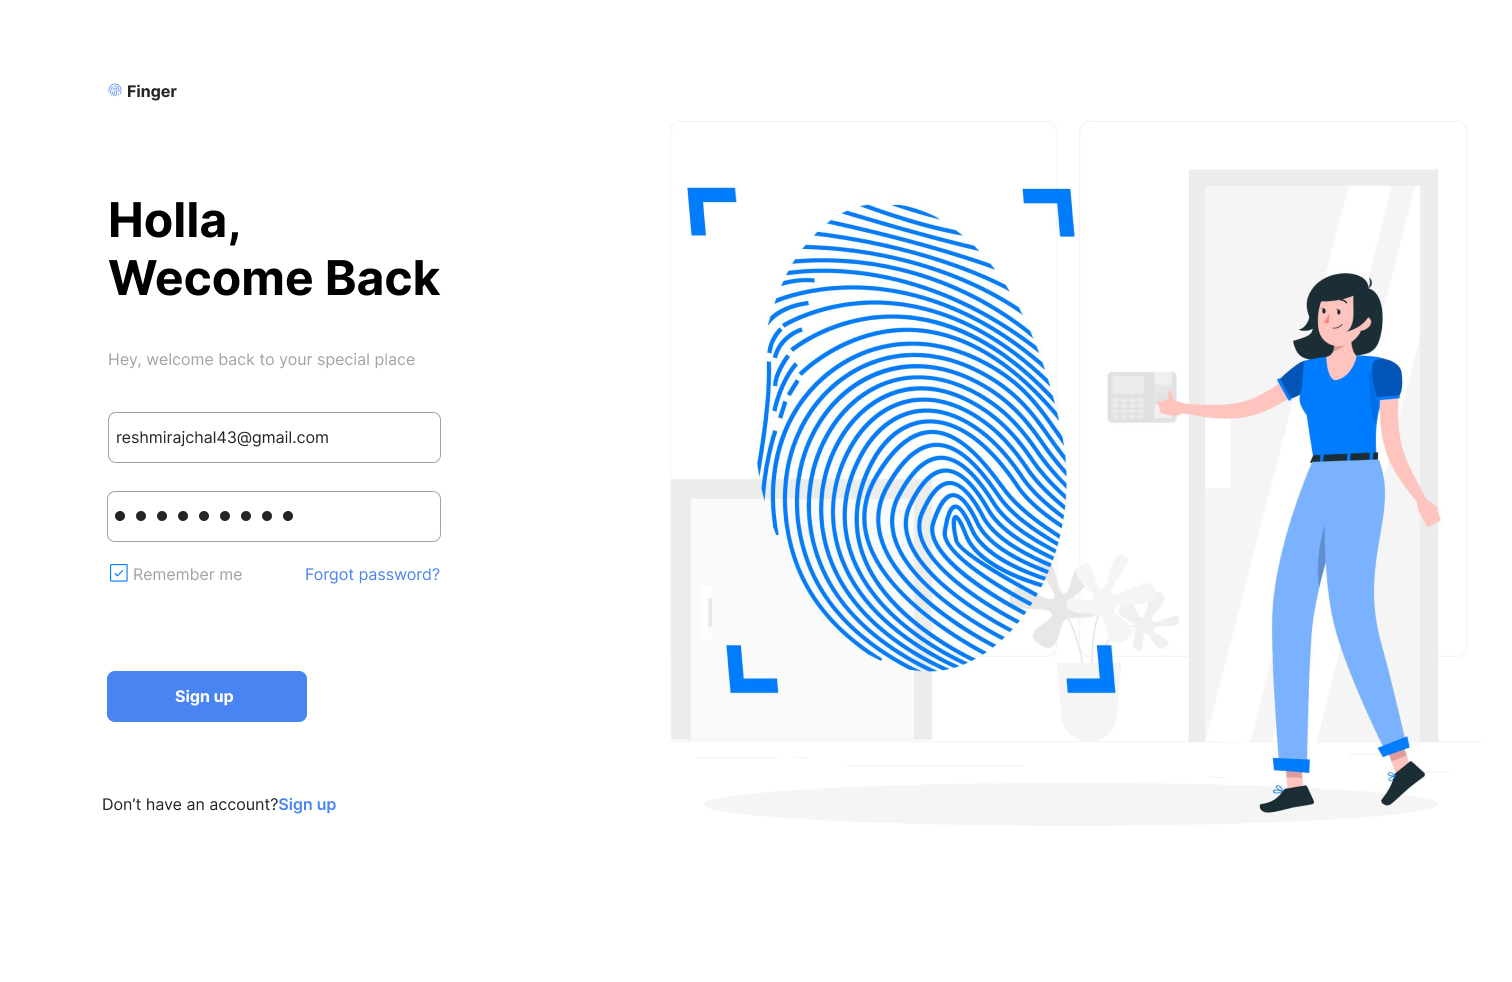 Finger
Holla,
Wecome Back
Hey, welcome back to your special place
reshmirajchal43@gmail.com
Remember me
Forgot password?
Sign up
Don’t have an account?Sign up